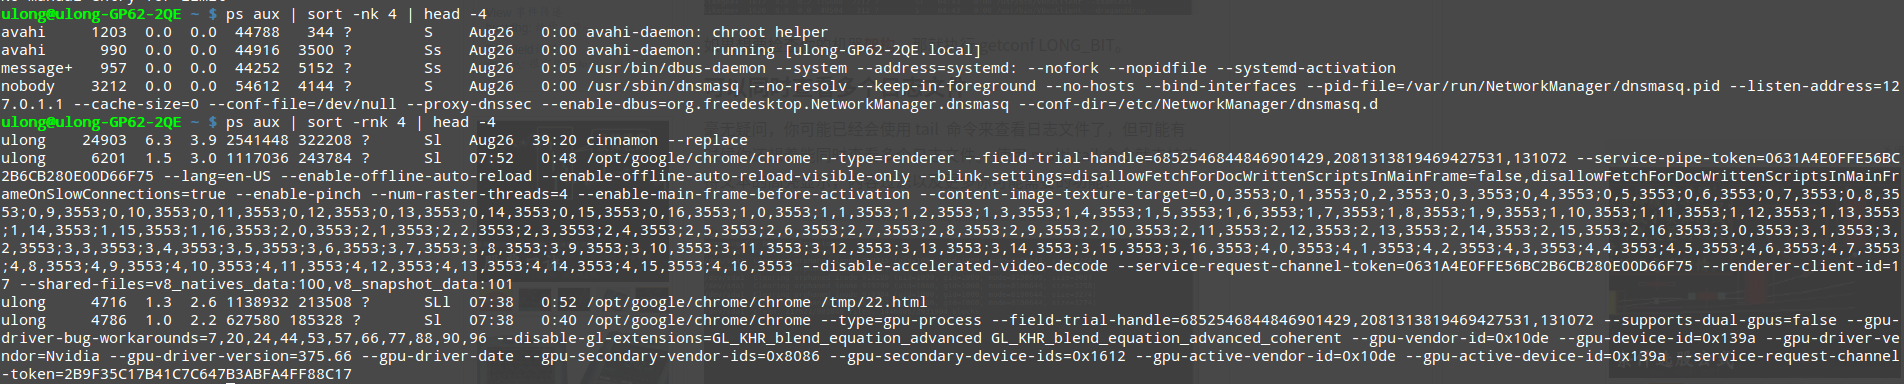 ulong@ulong-GP62-2QE ~ $ ps aux | sort -nk 4 | head -4
avahi     1203  0.0  0.0  44788   344 ?        S    Aug26   0:00 avahi-daemon: chroot helper
avahi      990  0.0  0.0  44916  3500 ?        Ss   Aug26   0:00 avahi-daemon: running [ulong-GP62-2QE.local]
message+   957  0.0  0.0  44252  5152 ?        Ss   Aug26   0:05 /usr/bin/dbus-daemon --system --address=systemd: --nofork --nopidfile --systemd-activation
nobody    3212  0.0  0.0  54612  4144 ?        S    Aug26   0:00 /usr/sbin/dnsmasq --no-resolv --keep-in-foreground --no-hosts --bind-interfaces --pid-file=/var/run/NetworkManager/dnsmasq.pid --listen-address=12
7.0.1.1 --cache-size=0 --conf-file=/dev/null --proxy-dnssec --enable-dbus=org.freedesktop.NetworkManager.dnsmasq --conf-dir=/etc/NetworkManager/dnsmasq.d
ulong@ulong-GP62-2QE ~ $ ps aux | sort -rnk 4 | head -4
ulong    24903  6.3  3.9 2541448 322208 ?      Sl   Aug26  39:20 cinnamon --replace
ulong     6201  1.5  3.0 1117036 243784 ?      Sl   07:52   0:48 /opt/google/chrome/chrome --type=renderer --field-trial-handle=6852546844846901429,2081313819469427531,131072 --service-pipe-token=0631A4E0FFE56BC
2B6CB280E00D66F75 --lang=en-US --enable-offline-auto-reload --enable-offline-auto-reload-visible-only --blink-settings=disallowFetchForDocWrittenScriptsInMainFrame=false,disallowFetchForDocWrittenScriptsInMainFr
ameOnSlowConnections=true --enable-pinch --num-raster-threads=4 --enable-main-frame-before-activation --content-image-texture-target=0,0,3553;0,1,3553;0,2,3553;0,3,3553;0,4,3553;0,5,3553;0,6,3553;0,7,3553;0,8,3
553;0,9,3553;0,10,3553;0,11,3553;0,12,3553;0,13,3553;0,14,3553;0,15,3553;0,16,3553;1,0,3553;1,1,3553;1,2,3553;1,3,3553;1,4,3553;1,5,3553;1,6,3553;1,7,3553;1,8,3553;1,9,3553;1,10,3553;1,11,3553;1,12,3553;1,13,3553
;1,14,3553;1,15,3553;1,16,3553;2,0,3553;2,1,3553;2,2,3553;2,3,3553;2,4,3553;2,5,3553;2,6,3553;2,7,3553;2,8,3553;2,9,3553;2,10,3553;2,11,3553;2,12,3553;2,13,3553;2,14,3553;2,15,3553;2,16,3553;3,0,3553;3,1,3553;3,
2,3553;3,3,3553;3,4,3553;3,5,3553;3,6,3553;3,7,3553;3,8,3553;3,9,3553;3,10,3553;3,11,3553;3,12,3553;3,13,3553;3,14,3553;3,15,3553;3,16,3553;4,0,3553;4,1,3553;4,2,3553;4,3,3553;4,4,3553;4,5,3553;4,6,3553;4,7,3553
;4,8,3553;4,9,3553;4,10,3553;4,11,3553;4,12,3553;4,13,3553;4,14,3553;4,15,3553;4,16,3553 --disable-accelerated-video-decode --service-request-channel-token=0631A4E0FFE56BC2B6CB280E00D66F75 --renderer-client-id=1
7 --shared-files=v8_natives_data:100,v8_snapshot_data:101
ulong     4716  1.3  2.6 1138932 213508 ?      SLl  07:38   0:52 /opt/google/chrome/chrome /tmp/22.html
ulong     4786  1.0  2.2 627580 185328 ?       Sl   07:38   0:40 /opt/google/chrome/chrome --type=gpu-process --field-trial-handle=6852546844846901429,2081313819469427531,131072 --supports-dual-gpus=false --gpu-
driver-bug-workarounds=7,20,24,44,53,57,66,77,88,90,96 --disable-gl-extensions=GL_KHR_blend_equation_advanced GL_KHR_blend_equation_advanced_coherent --gpu-vendor-id=0x10de --gpu-device-id=0x139a --gpu-driver-ve
ndor=Nvidia --gpu-driver-version=375.66 --gpu-driver-date --gpu-secondary-vendor-ids=0x8086 --gpu-secondary-device-ids=0x1612 --gpu-active-vendor-id=0x10de --gpu-active-device-id=0x139a --service-request-channel
-token=2B9F35C17B41C7C647B3ABFA4FF88C17